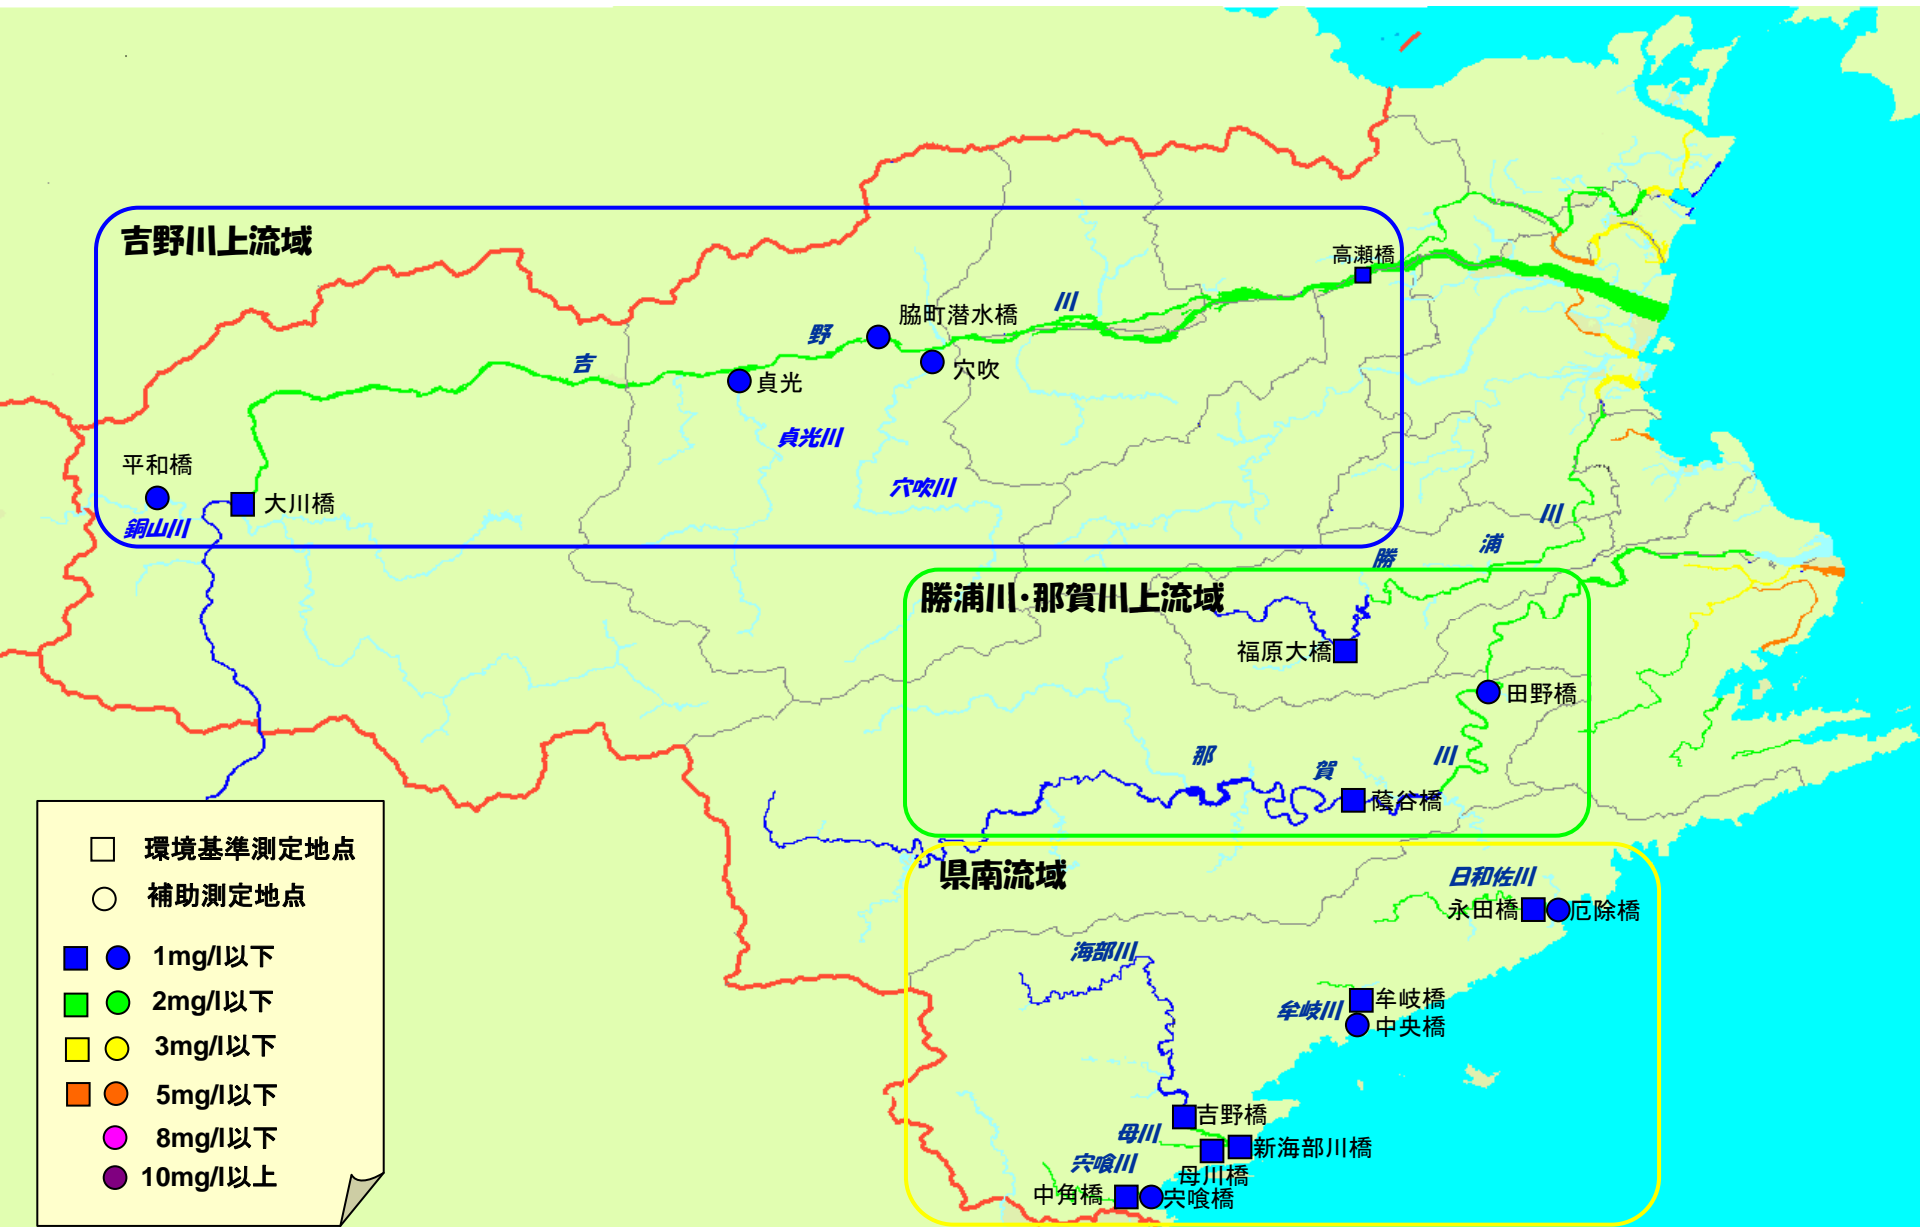 吉野川上流域
高瀬橋
川
脇町潜水橋
野
吉
穴吹
貞光
貞光川
平和橋
穴吹川
大川橋
銅山川
川
浦
勝
勝浦川・那賀川上流域
福原大橋
田野橋
那
賀
川
蔭谷橋
県南流域
日和佐川
永田橋
厄除橋
海部川
牟岐橋
牟岐川
中央橋
吉野橋
母川
新海部川橋
宍喰川
母川橋
中角橋
宍喰橋
環境基準測定地点
補助測定地点
1mg/l以下
2mg/l以下
3mg/l以下
5mg/l以下
8mg/l以下
10mg/l以上